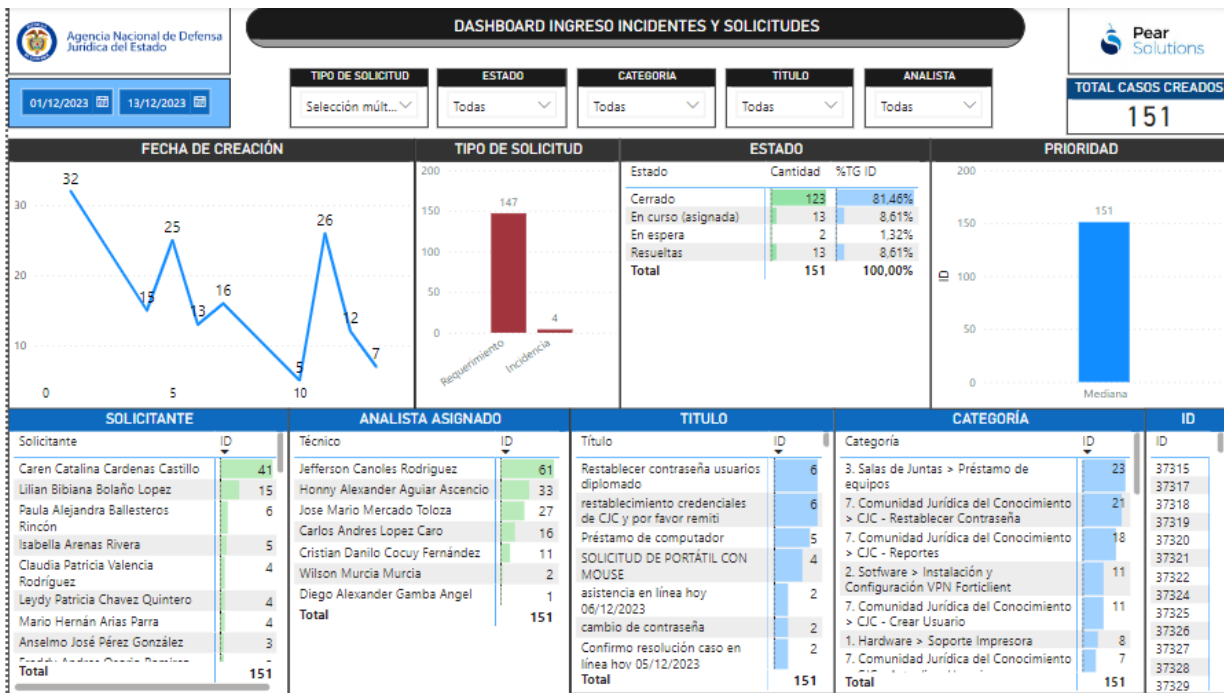 Agencia Nacional de Defensa
Jurídica del Estado
DASHBOARD INGRESO INCIDENTES Y SOLICITUDES
Pear
Solutions
01/12/2023
13/12/2023
TIPO DE SOLICITUD
Selección múlt...
ESTADO
Todas
CATEGORIA
Todas
TÍTULO
Todas
ANALISTA
Todas
TOTAL CASOS CREADOS
151
FECHA DE CREACIÓN
32
30
25
26
20
15
13
16
12
10
5
7
0
5
10
TIPO DE SOLICITUD
200
150
147
100
50
4
0
Requerimiento
Incidencia
ESTADO
Estado Cantidad %TG ID
Cerrado 123 81,46%
En curso (asignada) 13 8,61%
En espera 2 1,32%
Resueltas 13 8,61%
Total 151 100,00%
PRIORIDAD
200
151
150
ID
100
50
0
Mediana
SOLICITANTE
Solicitante ID
Caren Catalina Cardenas Castillo 41
Lilian Bibiana Bolaño Lopez 15
Paula Alejandra Ballesteros 6
Rincón
Isabella Arenas Rivera 5
Claudia Patricia Valencia 4
Rodríguez
Leydy Patricia Chavez Quintero 4
Mario Hernán Arias Parra 4
Anselmo José Pérez González 3
Total 151
ANALISTA ASIGNADO
Técnico ID
Jefferson Canoles Rodriguez 61
Honny Alexander Aguiar Ascencio 33
Jose Mario Mercado Toloza 27
Carlos Andres Lopez Caro 16
Cristian Danilo Cocuy Fernández 11
Wilson Murcia Murcia 2
Diego Alexander Gamba Angel 1
Total 151
TITULO
Título ID
Restablecer contraseña usuarios 6
diplomado
restablecimiento credenciales 6
de CJC y por favor remiti
Préstamo de computador 5
SOLICITUD DE PORTÁTIL CON 4
MOUSE
asistencia en línea hoy 2
06/12/2023
cambio de contraseña 2
Confirmo resolución caso en 2
línea hoy 05/12/2023
Total 151
CATEGORÍA
Categoría ID
3. Salas de Juntas > Préstamo de 23
equipos
7. Comunidad Jurídica del Conocimiento 21
> CJC - Restablecer Contraseña
7. Comunidad Jurídica del Conocimiento 18
> CJC - Reportes
2. Sotfware > Instalación y 11
Configuración VPN Forticlient
7. Comunidad Jurídica del Conocimiento 11
> CJC - Crear Usuario
1. Hardware > Soporte Impresora 8
7. Comunidad Jurídica del Conocimiento 7
Total 151
ID
ID
37315
37317
37318
37319
37320
37321
37322
37324
37325
37326
37327
37328
37329